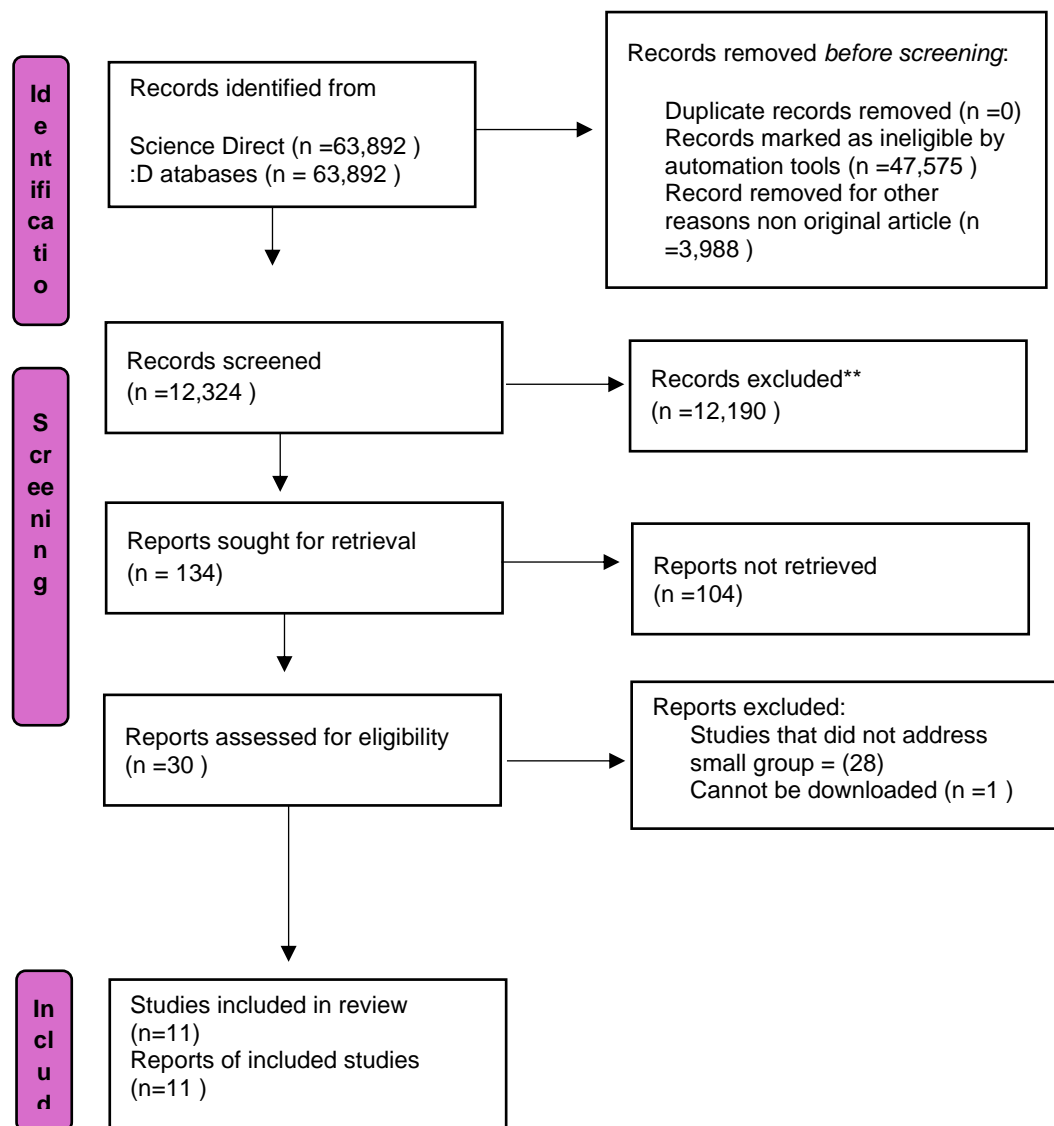 Records identified from
Science Direct (n =63,892 )
:D atabases (n = 63,892 )
Records removed before screening:
Duplicate records removed (n =0)
Records marked as ineligible by
automation tools (n =47,575 )
Record removed for other
reasons non original article (n
=3,988 )
Id
e
nt
ifi
ca
ti
o
Records screened
(n =12,324 )
Records excluded**
(n =12,190 )
S
cr
ee
ni
n
g
Reports sought for retrieval
(n = 134)
Reports not retrieved
(n =104)
Reports assessed for eligibility
(n =30 )
Reports excluded:
Studies that did not address
small group = (28)
Cannot be downloaded (n =1 )
In
cl
u
d
Studies included in review
(n=11)
Reports of included studies
(n=11 )